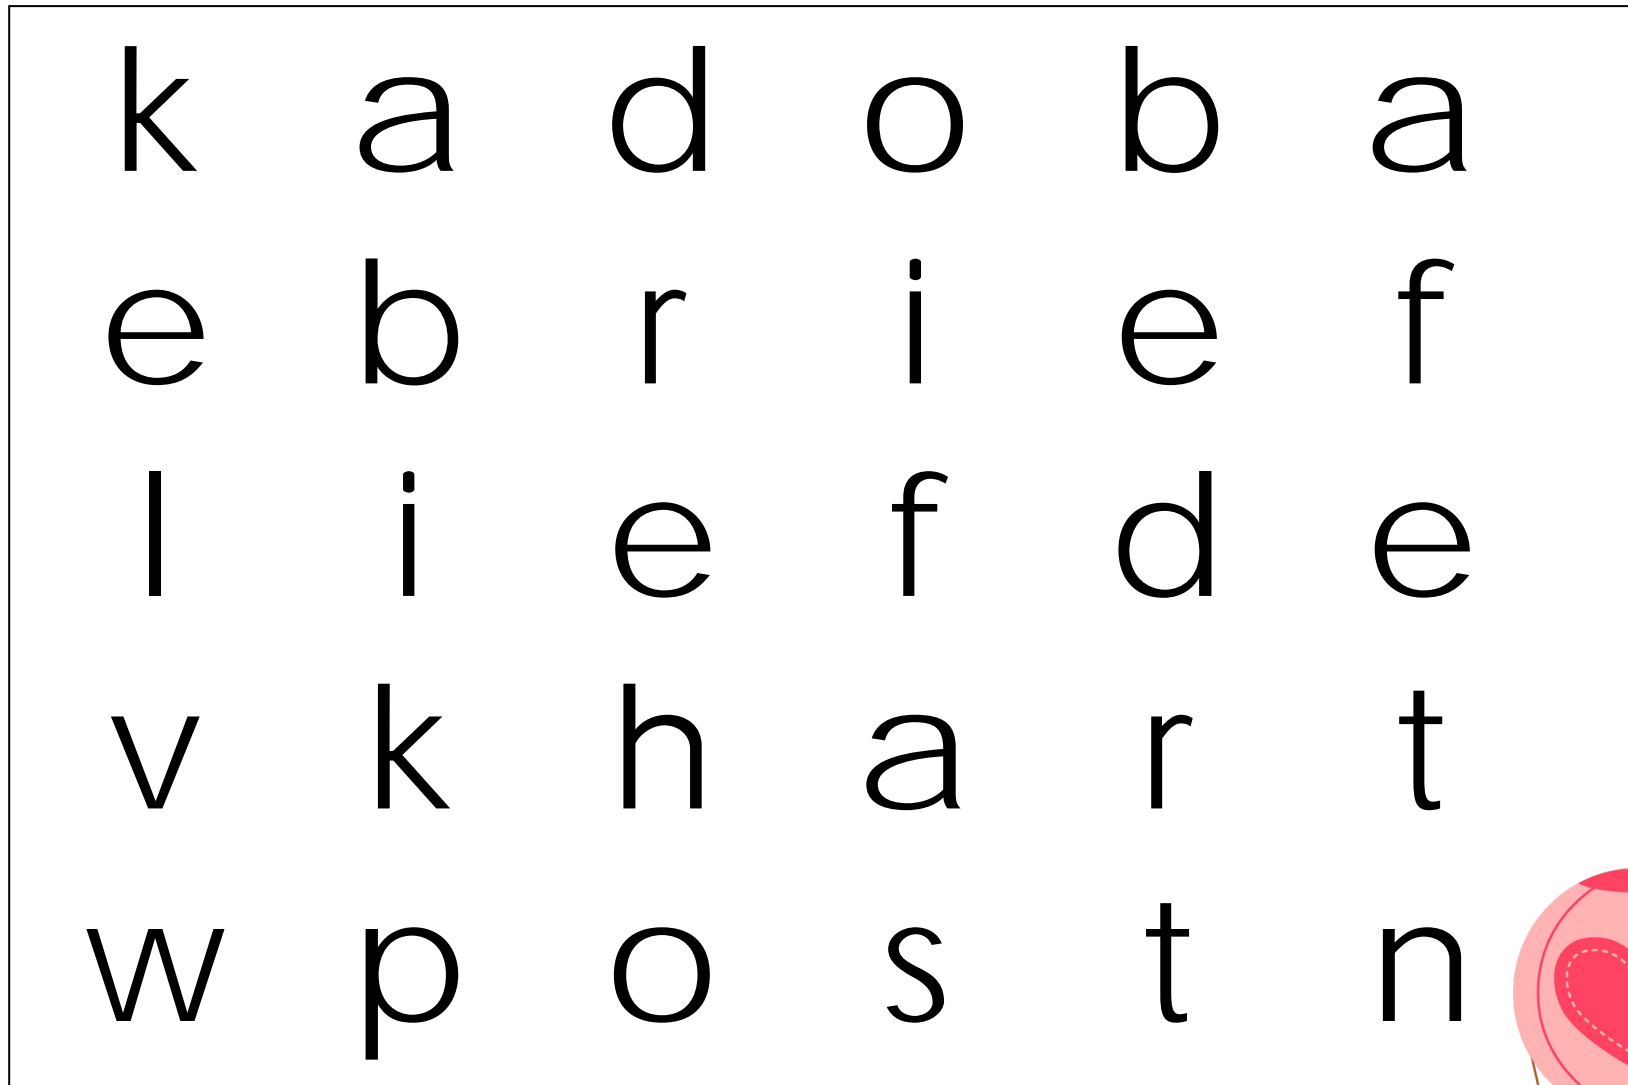 k a d o b a
e b r i e f
l i e f d e
v k h a r t
w p o s t n